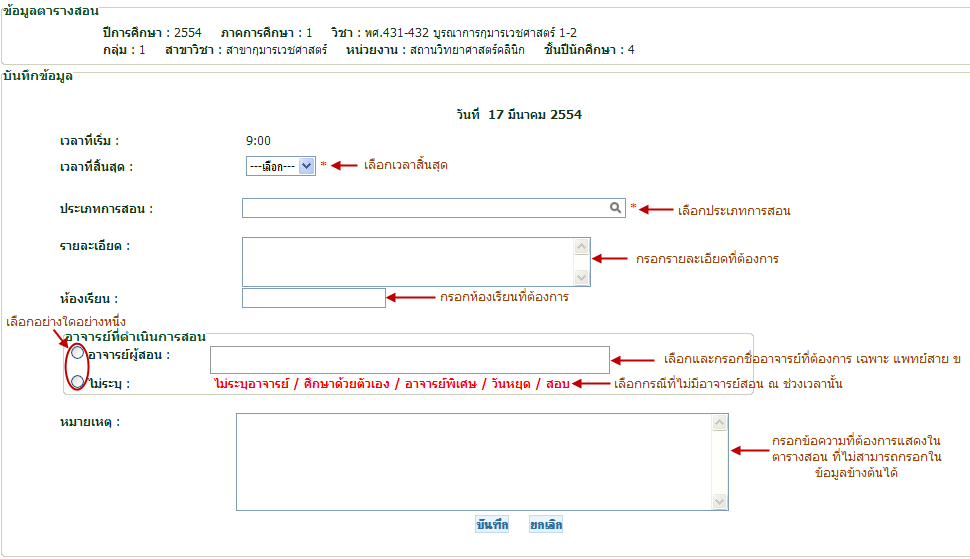 ข้อมูลตารางสอน
ปีการศึกษา : 2554 ภาคการศึกษา : 1 วิชา : พศ.431-432 บูรณาการกุมารเวชศาสตร์ 1-2
กลุ่ม : 1 สาขาวิชา : สาขากุมารเวชศาสตร์ หน่วยงาน : สถานวิทยาศาสตร์คลินิก ชั้นปีนักศึกษา : 4
บันทึกข้อมูล
วันที่ 17 มีนาคม 2554
เวลาที่เริ่ม : 9:00
เวลาที่สิ้นสุด : ---เลือก--- * เลือกเวลาสิ้นสุด
ประเภทการสอน : * เลือกประเภทการสอน
รายละเอียด : กรอกรายละเอียดที่ต้องการ
ห้องเรียน : กรอกห้องเรียนที่ต้องการ
เลือกอย่างใดอย่างหนึ่ง
อาจารย์ที่ดำเนินการสอน
อาจารย์ผู้สอน : เลือกและกรอกชื่ออาจารย์ที่ต้องการ เฉพาะ แพทย์สาย ข
ไม่ระบุ : ไม่ระบุอาจารย์ / ศึกษาด้วยตัวเอง / อาจารย์พิเศษ / วันหยุด / สอบ เลือกกรณีที่ไม่มีอาจารย์สอน ณ ช่วงเวลานั้น
หมายเหตุ :
กรอกข้อความที่ต้องการแสดงใน
ตารางสอน ที่ไม่สามารถกรอกใน
ข้อมูลข้างต้นได้
บันทึก ยกเลิก